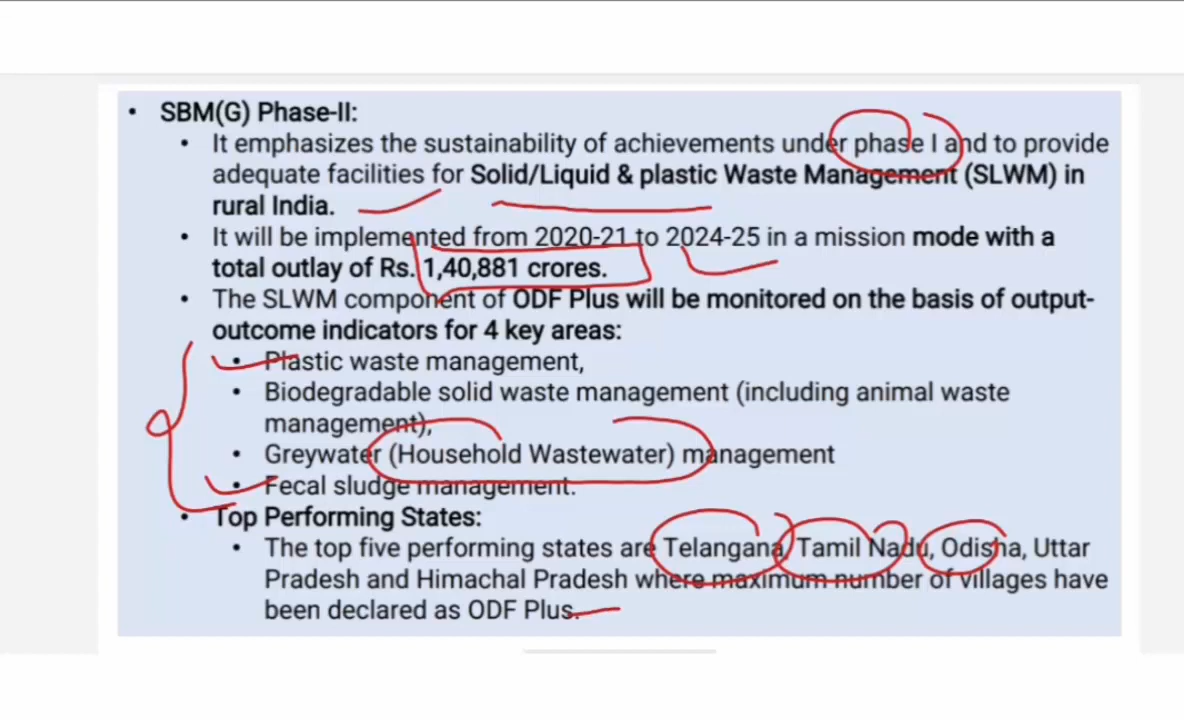 • SBM(G) Phase-II:
• It emphasizes the sustainability of achievements under phase I and to provide
adequate facilities for Solid/Liquid & plastic Waste Management (SLWM) in
rural India.
• It will be implemented from 2020-21 to 2024-25 in a mission mode with a
total outlay of Rs. 1,40,881 crores.
• The SLWM component of ODF Plus will be monitored on the basis of output-
outcome indicators for 4 key areas:
• Plastic waste management,
• Biodegradable solid waste management (including animal waste
management),
• Greywater (Household Wastewater) management
• Fecal sludge management.
• Top Performing States:
• The top five performing states are Telangana, Tamil Nadu, Odisha, Uttar
Pradesh and Himachal Pradesh where maximum number of villages have
been declared as ODF Plus.